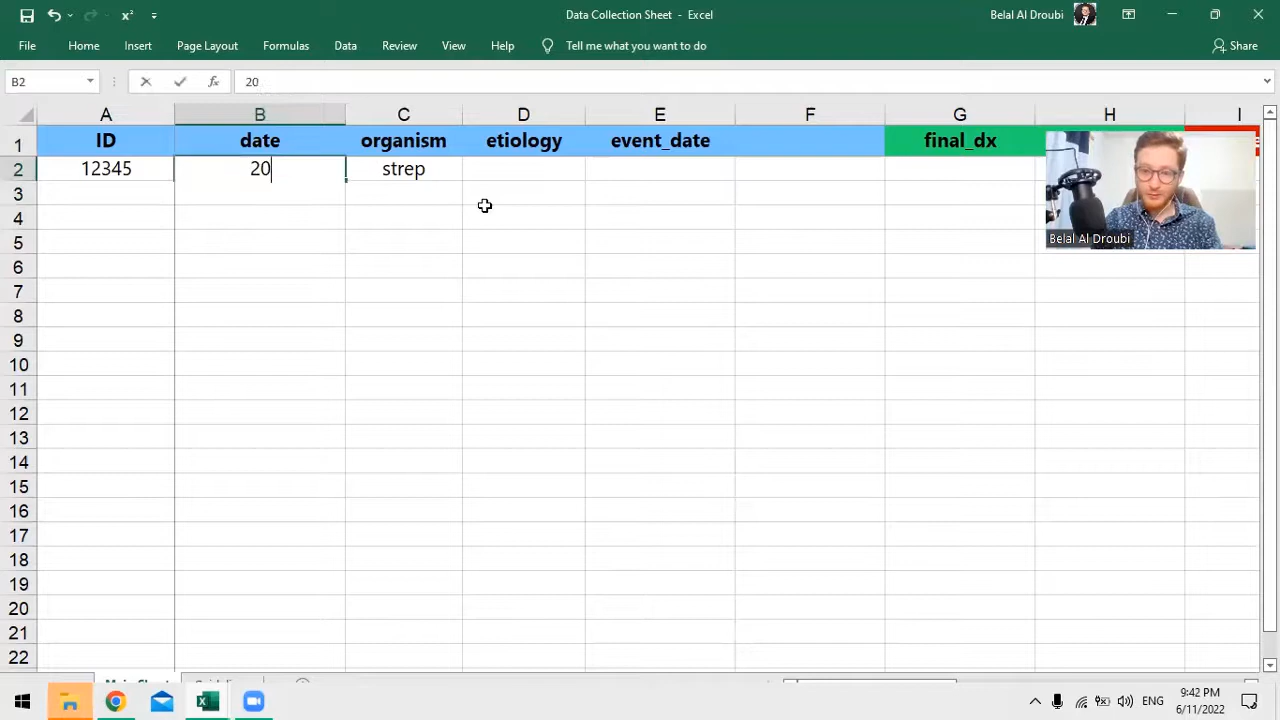 Data Collection Sheet - Excel
Belal Al Droubi
File Home Insert Page Layout Formulas Data Review View Help Tell me what you want to do Share
B2 fx 20
A B C D E F G H I
1 ID date organism etiology event_date final_dx
2 12345 20 strep
3
4
5
6
7
8
9
10
11
12
13
14
15
16
17
18
19
20
21
22
Belal Al Droubi
ENG
9:42 PM
6/11/2022